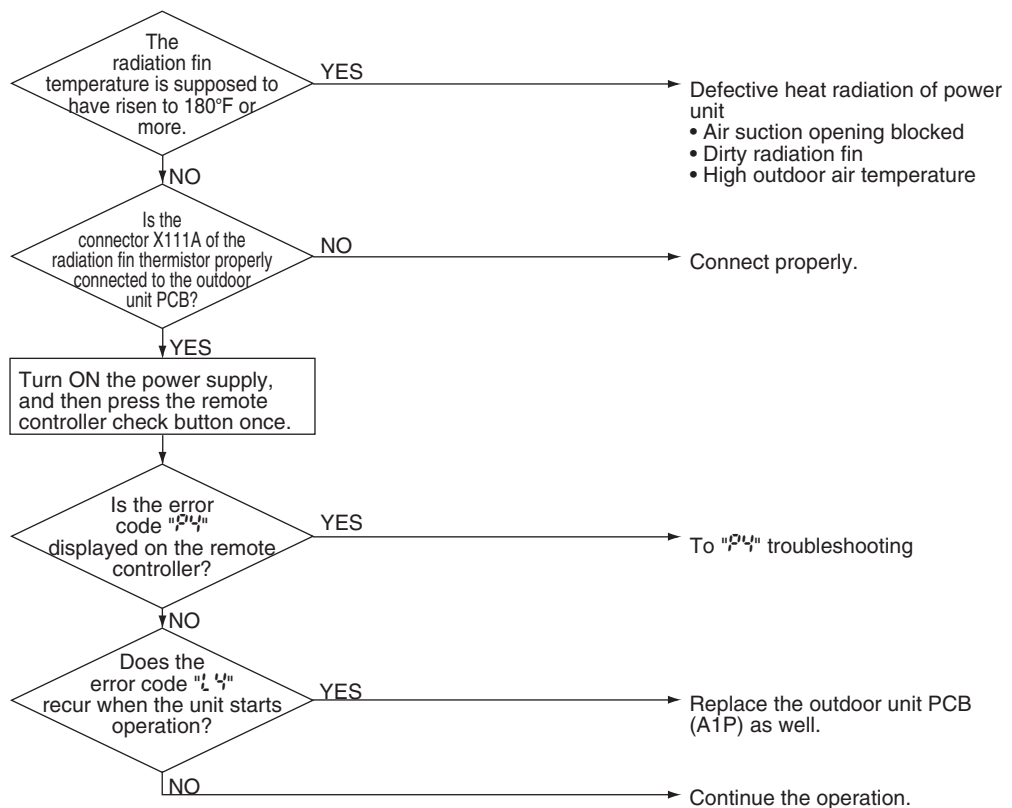 The
radiation fin
temperature is supposed to
have risen to 180°F or
more.
YES
Defective heat radiation of power
unit
• Air suction opening blocked
• Dirty radiation fin
• High outdoor air temperature
NO
Is the
connector X111A of the
radiation fin thermistor properly
connected to the outdoor
unit PCB?
NO
Connect properly.
YES
Turn ON the power supply,
and then press the remote
controller check button once.
Is the error
code "P4"
displayed on the remote
controller?
YES
To "P4" troubleshooting
NO
Does the
error code "L4"
recur when the unit starts
operation?
YES
Replace the outdoor unit PCB
(A1P) as well.
NO
Continue the operation.